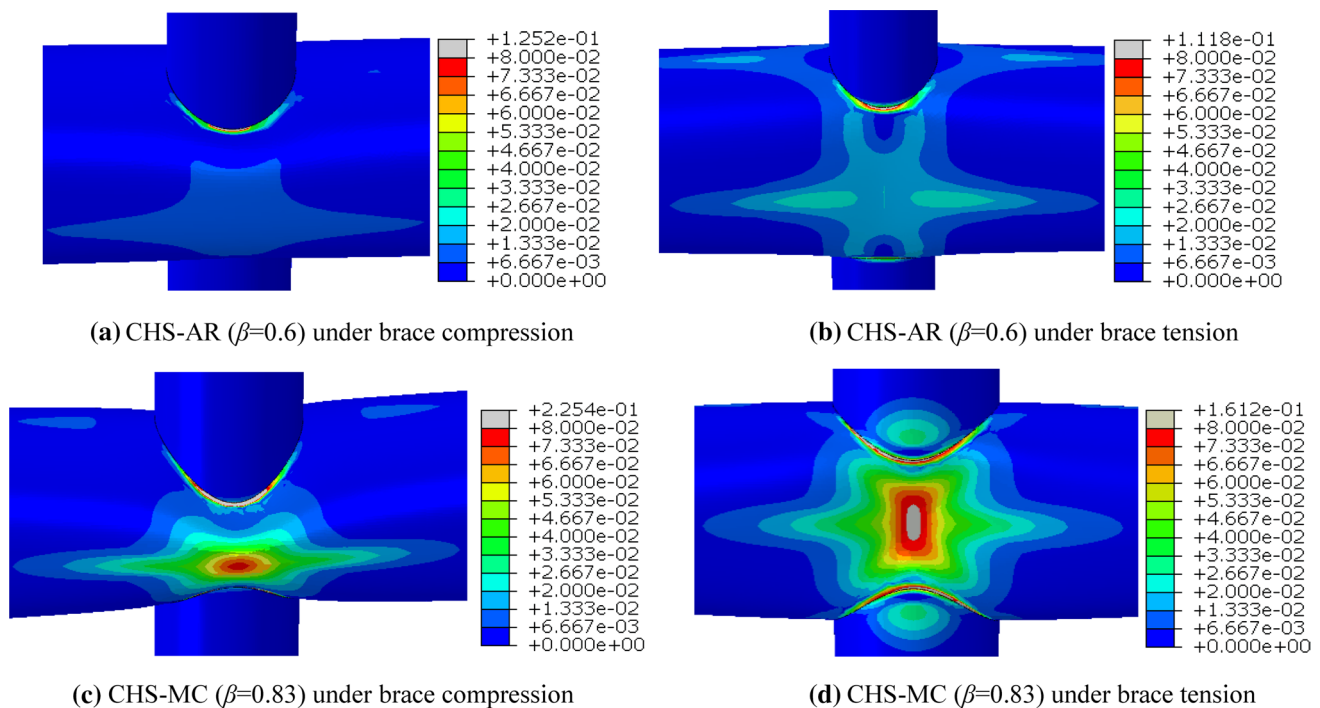 +1.252e-01
+8.000e-02
+7.333e-02
+6.667e-02
+6.000e-02
+5.333e-02
+4.667e-02
+4.000e-02
+3.333e-02
+2.667e-02
+2.000e-02
+1.333e-02
+6.667e-03
+0.000e+00
+1.118e-01
+8.000e-02
+7.333e-02
+6.667e-02
+6.000e-02
+5.333e-02
+4.667e-02
+4.000e-02
+3.333e-02
+2.667e-02
+2.000e-02
+1.333e-02
+6.667e-03
+0.000e+00
(a) CHS-AR (β=0.6) under brace compression
(b) CHS-AR (β=0.6) under brace tension
+2.254e-01
+8.000e-02
+7.333e-02
+6.667e-02
+6.000e-02
+5.333e-02
+4.667e-02
+4.000e-02
+3.333e-02
+2.667e-02
+2.000e-02
+1.333e-02
+6.667e-03
+0.000e+00
+1.612e-01
+8.000e-02
+7.333e-02
+6.667e-02
+6.000e-02
+5.333e-02
+4.667e-02
+4.000e-02
+3.333e-02
+2.667e-02
+2.000e-02
+1.333e-02
+6.667e-03
+0.000e+00
(c) CHS-MC (β=0.83) under brace compression
(d) CHS-MC (β=0.83) under brace tension